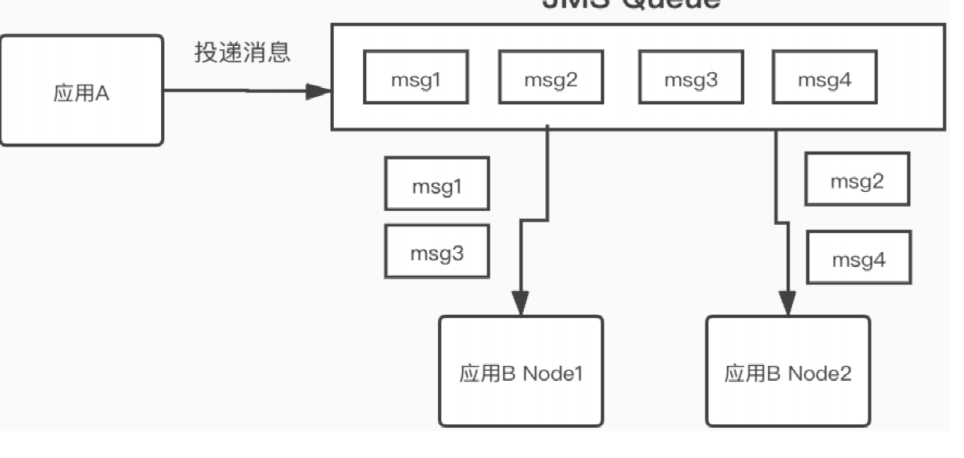 JMS Queue
投递消息
应用A
msg1
msg2
msg3
msg4
msg1
msg3
msg2
msg4
应用B Node1
应用B Node2